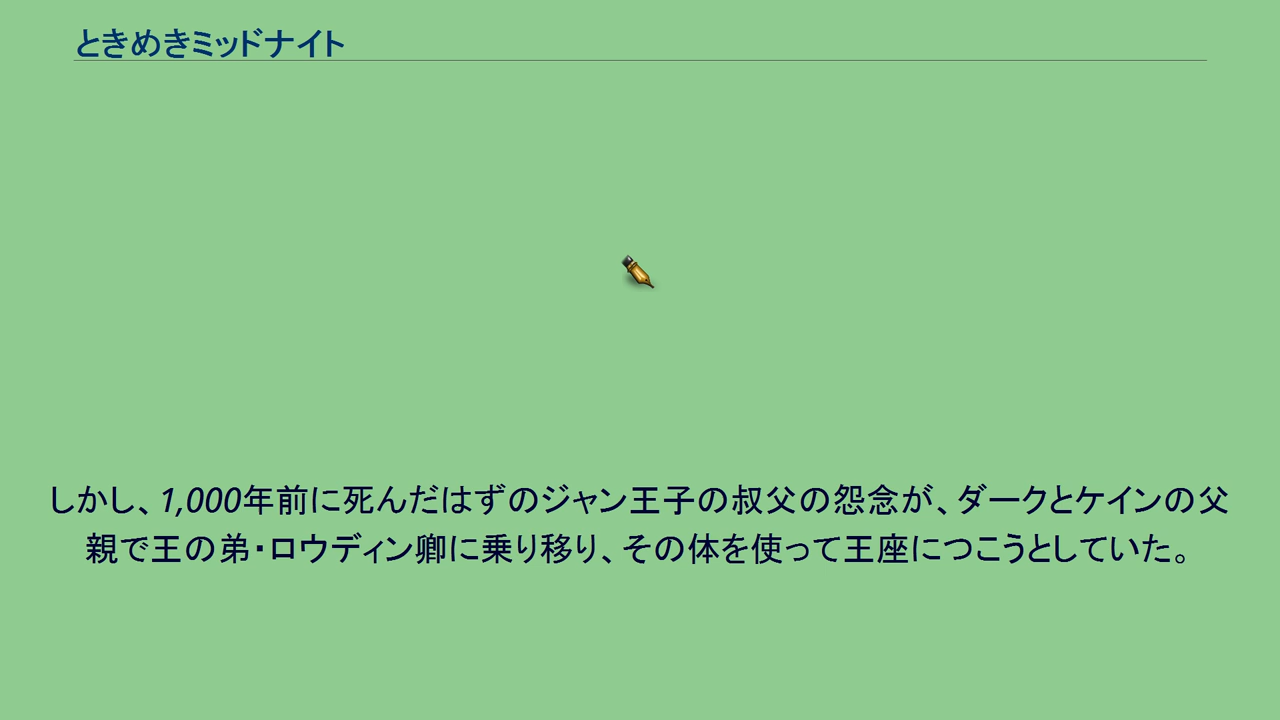 ときめきミッドナイト
しかし、1,000年前に死んだはずのジャン王子の叔父の怨念が、ダークとケインの父
親で王の弟・ロウディン卿に乗り移り、その体を使って王座につこうとしていた。